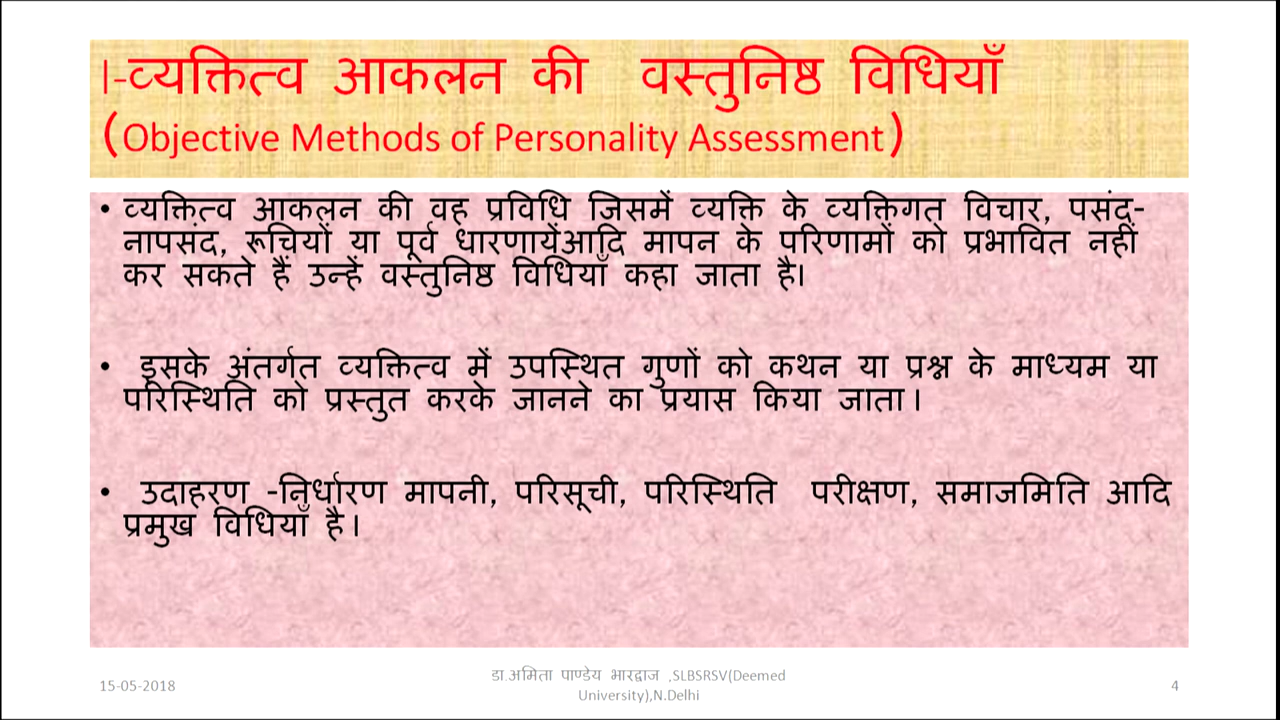 I-व्यक्तित्व आकलन की वस्तुनिष्ठ विधियाँ
(Objective Methods of Personality Assessment)
• व्यक्तित्व आकलन की वह प्रविधि जिसमें व्यक्ति के व्यक्तिगत विचार, पसंद-
नापसंद, रूचियों या पूर्व धारणायेंआदि मापन के परिणामों को प्रभावित नहीं
कर सकते हैं उन्हें वस्तुनिष्ठ विधियाँ कहा जाता है।
• इसके अंतर्गत व्यक्तित्व में उपस्थित गुणों को कथन या प्रश्न के माध्यम या
परिस्थिति को प्रस्तुत करके जानने का प्रयास किया जाता।
• उदाहरण -निर्धारण मापनी, परिसूची, परिस्थिति परीक्षण, समाजमिति आदि
प्रमुख विधियाँ है।
15-05-2018
डा.अमिता पाण्डेय भारद्वाज ,SLBSRSV(Deemed
University),N.Delhi
4